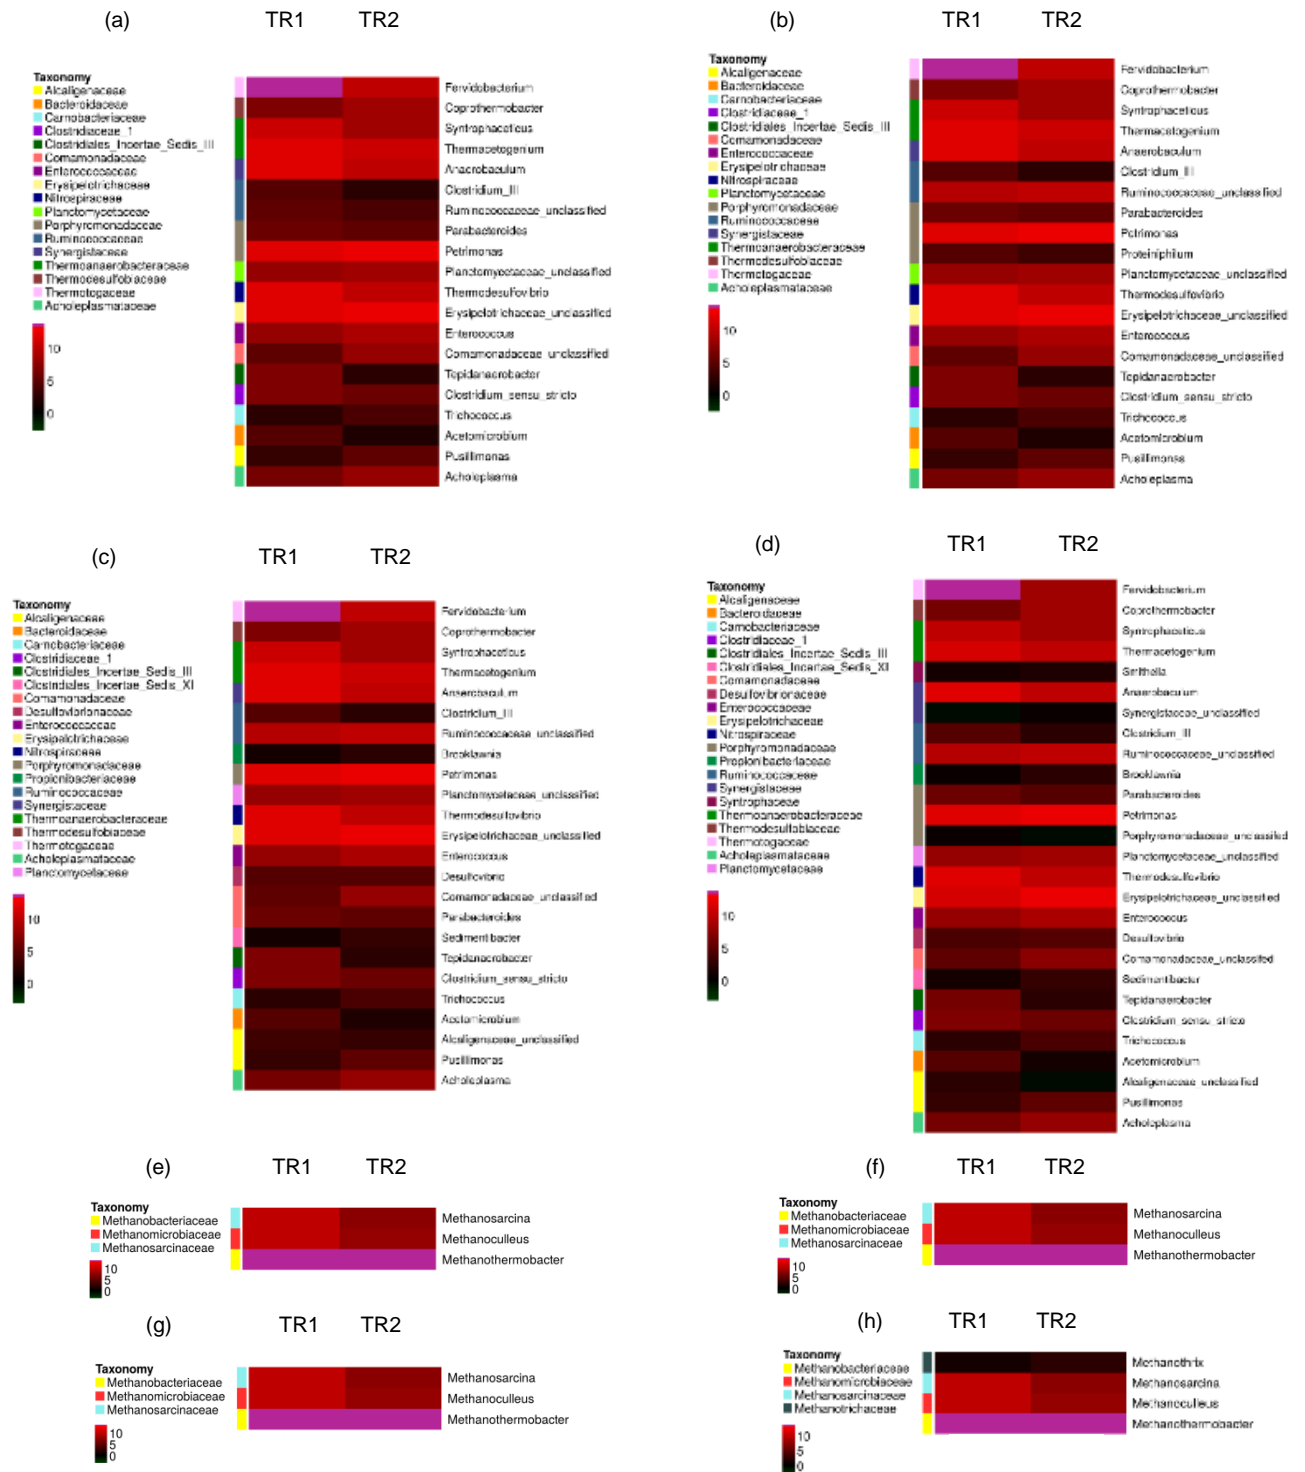 (a)
TR1
TR2
Taxonomy
Alcaligenaceae
Bacteroidaceae
Carnobacteriaceae
Clostridiaceae_1
Clostridiales_Incertae_Sedis_III
Comamonadaceae
Enterococcaceae
Erysipelotrichaceae
Nitrospiraceae
Planctomycetaceae
Porphyromonadaceae
Ruminococcaceae
Synergistaceae
Thermoanaerobacteraceae
Thermodesulfobiaceae
Thermotogaceae
Acholeplasmataceae
10
5
0
Fervidobacterium
Coprothermobacter
Syntrophaceticus
Thermacetogenium
Anaerobaculum
Clostridium_III
Ruminococcaceae_unclassified
Parabacteroides
Petrimonas
Planctomycetaceae_unclassified
Thermodesulfovibrio
Erysipelotrichaceae_unclassified
Enterococcus
Comamonadaceae_unclassified
Tepidanaerobacter
Clostridium_sensu_stricto
Trichococcus
Acetomicrobium
Pusillimonas
Acholeplasma
(b)
TR1
TR2
Taxonomy
Alcaligenaceae
Bacteroidaceae
Carnobacteriaceae
Clostridiaceae_1
Clostridiales_Incertae_Sedis_III
Comamonadaceae
Enterococcaceae
Erysipelotrichaceae
Nitrospiraceae
Planctomycetaceae
Porphyromonadaceae
Ruminococcaceae
Synergistaceae
Thermoanaerobacteraceae
Thermodesulfobiaceae
Thermotogaceae
Acholeplasmataceae
10
5
0
Fervidobacterium
Coprothermobacter
Syntrophaceticus
Thermacetogenium
Anaerobaculum
Clostridium_III
Ruminococcaceae_unclassified
Parabacteroides
Petrimonas
Proteiniphilum
Planctomycetaceae_unclassified
Thermodesulfovibrio
Erysipelotrichaceae_unclassified
Enterococcus
Comamonadaceae_unclassified
Tepidanaerobacter
Clostridium_sensu_stricto
Trichococcus
Acetomicrobium
Pusillimonas
Acholeplasma
(c)
TR1
TR2
Taxonomy
Alcaligenaceae
Bacteroidaceae
Carnobacteriaceae
Clostridiaceae_1
Clostridiales_Incertae_Sedis_III
Clostridiales_Incertae_Sedis_XI
Comamonadaceae
Desulfovibrionaceae
Enterococcaceae
Erysipelotrichaceae
Nitrospiraceae
Porphyromonadaceae
Propionibacteriaceae
Ruminococcaceae
Synergistaceae
Thermoanaerobacteraceae
Thermodesulfobiaceae
Thermotogaceae
Acholeplasmataceae
Planctomycetaceae
10
5
0
Fervidobacterium
Coprothermobacter
Syntrophaceticus
Thermacetogenium
Anaerobaculum
Clostridium_III
Ruminococcaceae_unclassified
Brooklawnia
Petrimonas
Planctomycetaceae_unclassified
Thermodesulfovibrio
Erysipelotrichaceae_unclassified
Enterococcus
Desulfovibrio
Comamonadaceae_unclassified
Parabacteroides
Sedimentibacter
Tepidanaerobacter
Clostridium_sensu_stricto
Trichococcus
Acetomicrobium
Alcaligenaceae_unclassified
Pusillimonas
Acholeplasma
(d)
TR1
TR2
Taxonomy
Alcaligenaceae
Bacteroidaceae
Carnobacteriaceae
Clostridiaceae_1
Clostridiales_Incertae_Sedis_III
Clostridiales_Incertae_Sedis_XI
Comamonadaceae
Desulfovibrionaceae
Enterococcaceae
Erysipelotrichaceae
Nitrospiraceae
Porphyromonadaceae
Propionibacteriaceae
Ruminococcaceae
Synergistaceae
Syntrophaceae
Thermoanaerobacteraceae
Thermodesulfobiaceae
Thermotogaceae
Acholeplasmataceae
Planctomycetaceae
10
5
0
Fervidobacterium
Coprothermobacter
Syntrophaceticus
Thermacetogenium
Smithella
Anaerobaculum
Synergistaceae_unclassified
Clostridium_III
Ruminococcaceae_unclassified
Brooklawnia
Parabacteroides
Petrimonas
Porphyromonadaceae_unclassified
Planctomycetaceae_unclassified
Thermodesulfovibrio
Erysipelotrichaceae_unclassified
Enterococcus
Desulfovibrio
Comamonadaceae_unclassified
Sedimentibacter
Tepidanaerobacter
Clostridium_sensu_stricto
Trichococcus
Acetomicrobium
Alcaligenaceae_unclassified
Pusillimonas
Acholeplasma
(e)
TR1
TR2
Taxonomy
Methanobacteriaceae
Methanomicrobiaceae
Methanosarcinaceae
10
5
0
Methanosarcina
Methanoculleus
Methanothermobacter
(f)
TR1
TR2
Taxonomy
Methanobacteriaceae
Methanomicrobiaceae
Methanosarcinaceae
10
5
0
Methanosarcina
Methanoculleus
Methanothermobacter
(g)
TR1
TR2
Taxonomy
Methanobacteriaceae
Methanomicrobiaceae
Methanosarcinaceae
10
5
0
Methanosarcina
Methanoculleus
Methanothermobacter
(h)
TR1
TR2
Taxonomy
Methanobacteriaceae
Methanomicrobiaceae
Methanosarcinaceae
Methanotrichaceae
10
5
0
Methanothrix
Methanosarcina
Methanoculleus
Methanothermobacter